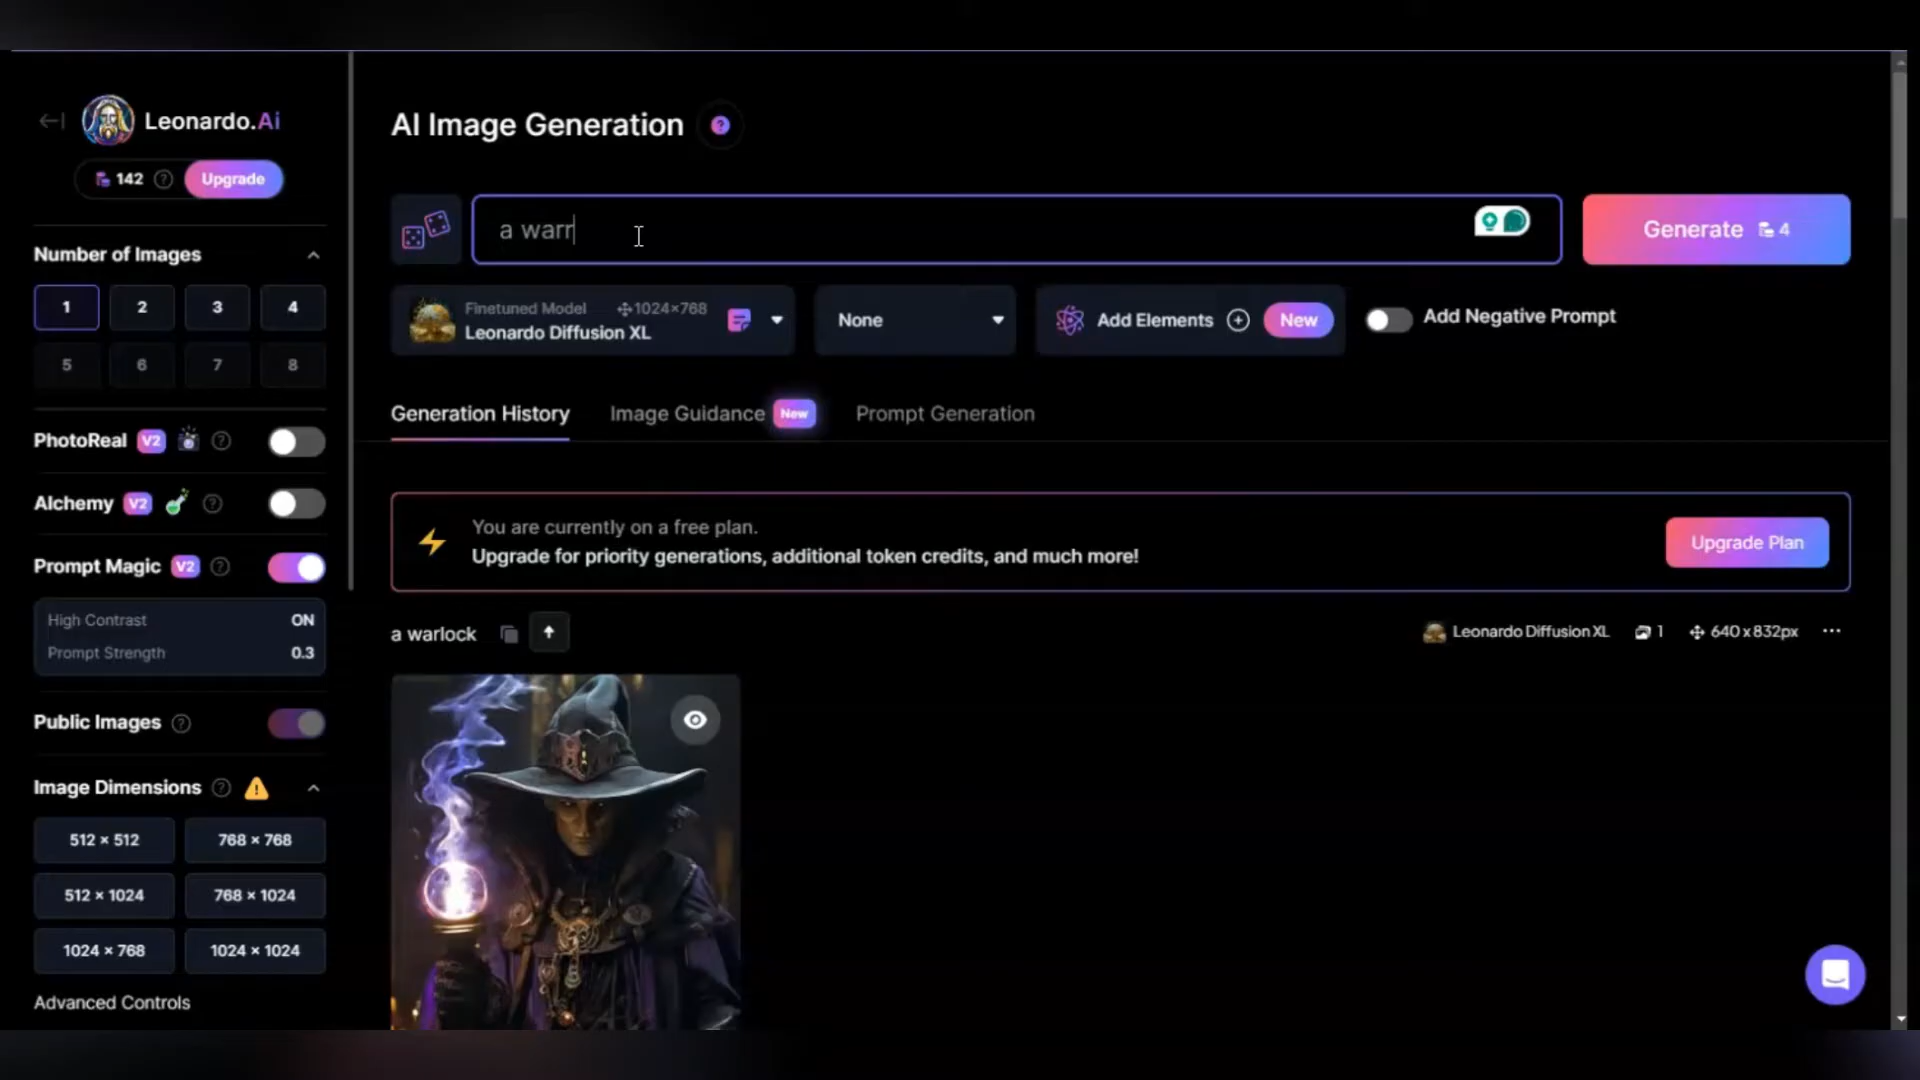 Leonardo.Ai
142
Upgrade
Number of Images
1 2 3 4
5 6 7 8
PhotoReal V2
Alchemy V2
Prompt Magic V2
High Contrast ON
Prompt Strength 0.3
Public Images
Image Dimensions
512 × 512 768 × 768
512 × 1024 768 × 1024
1024 × 768 1024 × 1024
Advanced Controls
AI Image Generation ?
a warr
Generate 4
Finetuned Model 1024×768
Leonardo Diffusion XL
None
Add Elements New
Add Negative Prompt
Generation History Image Guidance New Prompt Generation
You are currently on a free plan.
Upgrade for priority generations, additional token credits, and much more!
Upgrade Plan
a warlock
Leonardo Diffusion XL 1 640 x 832px